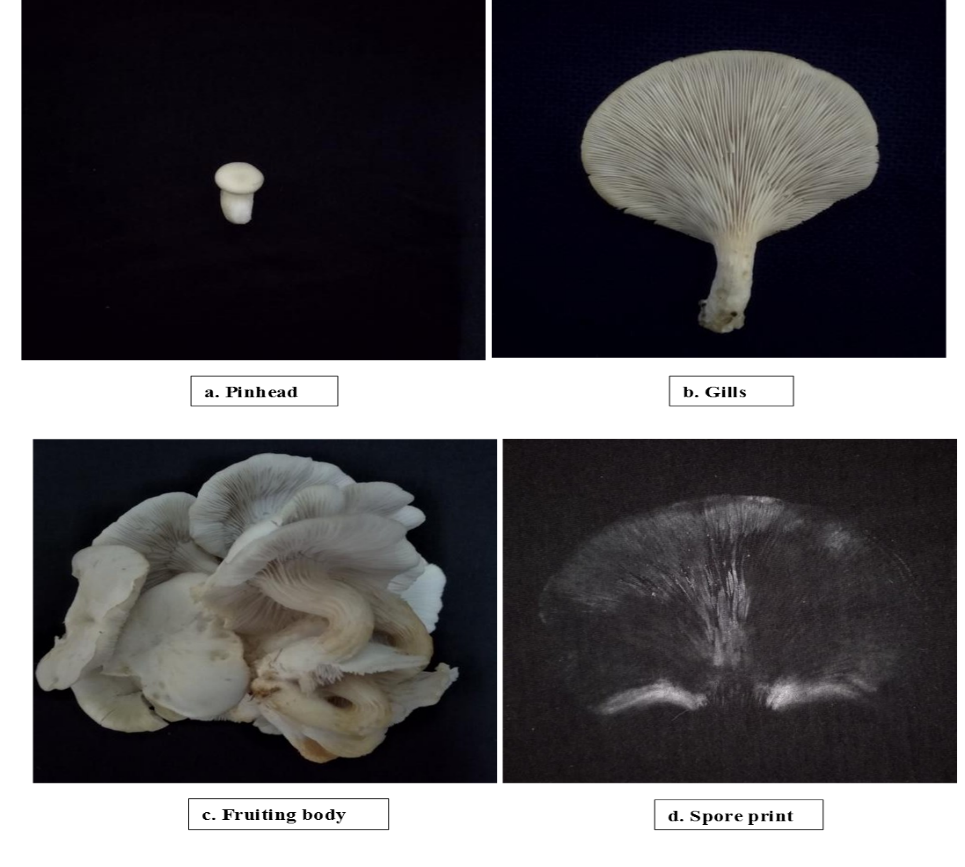 a. Pinhead
b. Gills
c. Fruiting body
d. Spore print